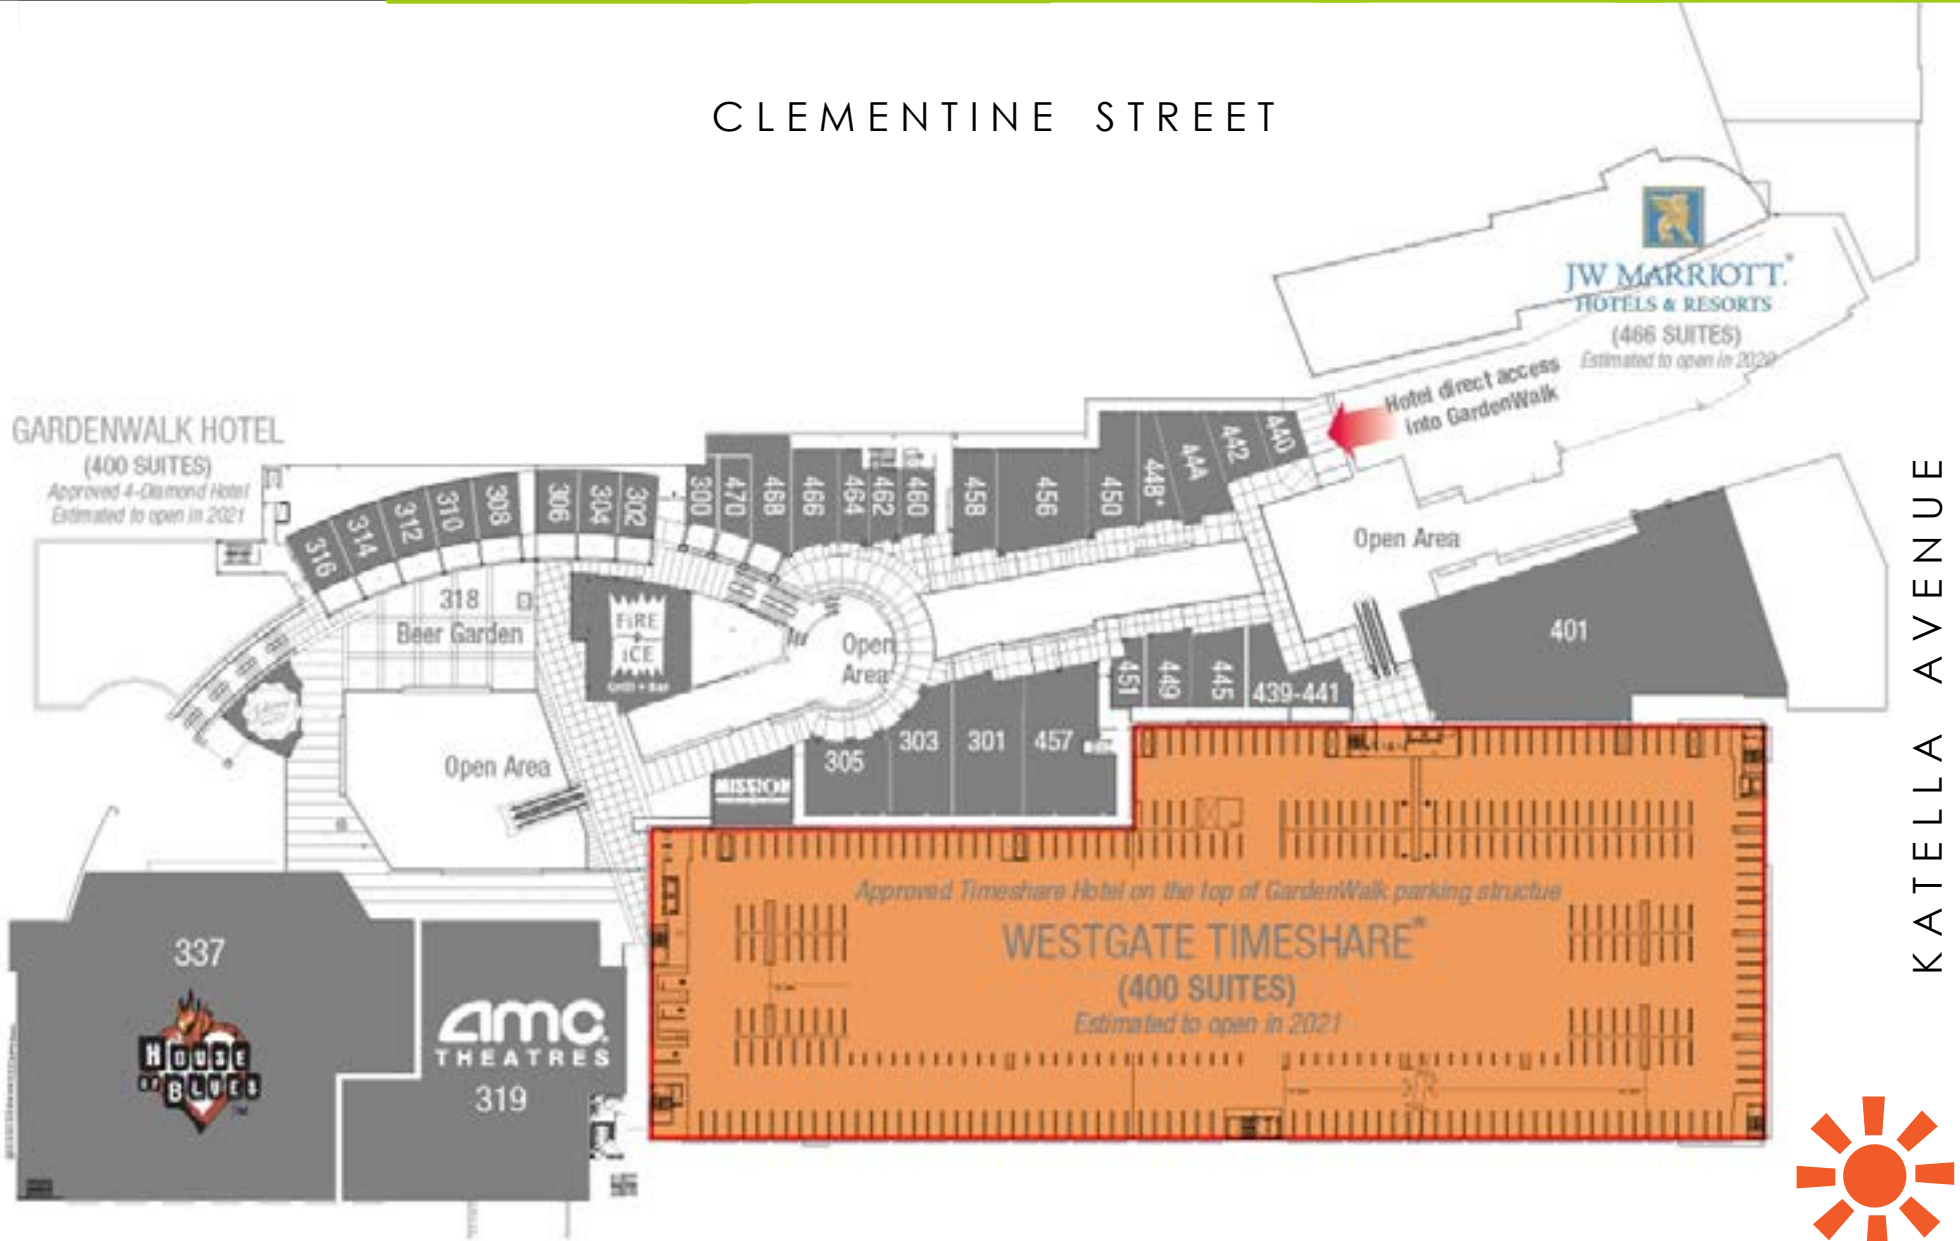 CLEMENTINE STREET
JW MARRIOTT.®
HOTELS & RESORTS
(466 SUITES)
Estimated to open in 2020
Hotel direct access
into GardenWalk
GARDENWALK HOTEL
(400 SUITES)
Approved 4-Diamond Hotel
Estimated to open in 2021
316
314
312
310
308
306
304
302
300
470
468
466
464
462
460
458
456
450
448*
444
442
440
KATELLA AVENUE
Open Area
401
318
Beer Garden
FiRE
+
iCE
Grill + Bar
Open
Area
451
449
445
439-441
Open Area
MISSION
305
303
301
457
Approved Timeshare Hotel on the top of GardenWalk parking structue
WESTGATE TIMESHARE*
(400 SUITES)
Estimated to open in 2021
337
HOUSE
OF BLUES
TM
amc
THEATRES
319